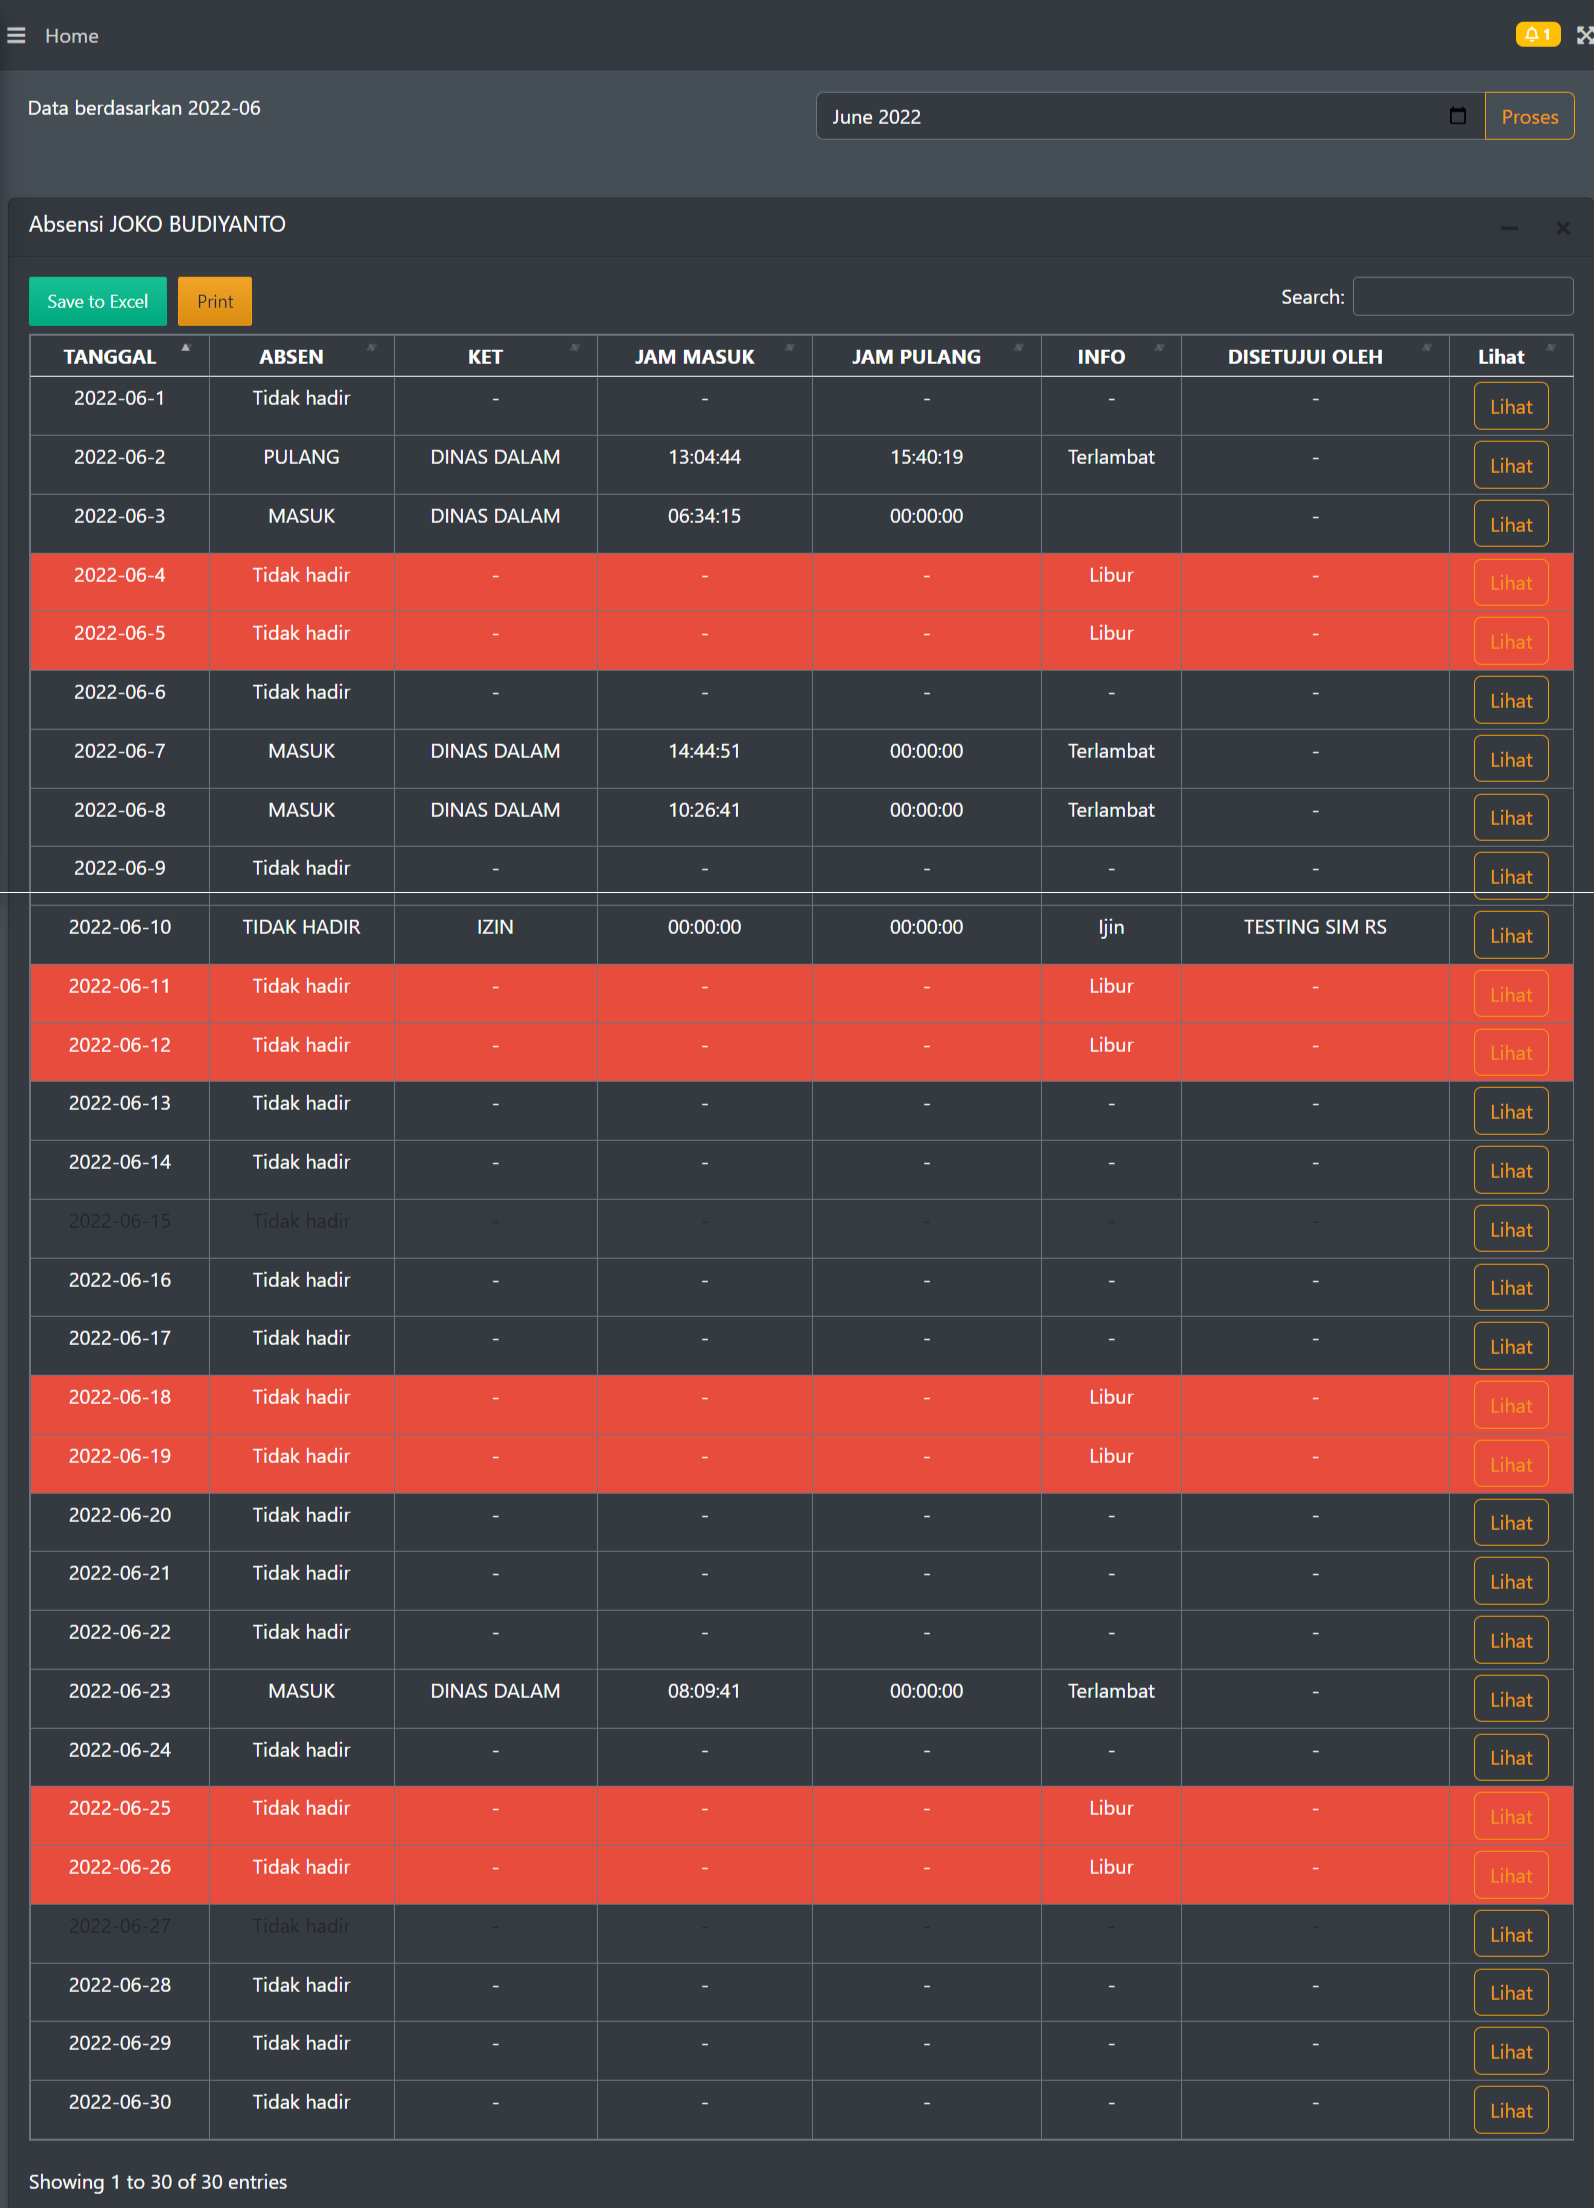 Home
1
Data berdasarkan 2022-06
June 2022
Proses
Absensi JOKO BUDIYANTO
Save to Excel Print Search:
TANGGAL ABSEN KET JAM MASUK JAM PULANG INFO DISETUJUI OLEH Lihat
2022-06-1 Tidak hadir - - - - - Lihat
2022-06-2 PULANG DINAS DALAM 13:04:44 15:40:19 Terlambat - Lihat
2022-06-3 MASUK DINAS DALAM 06:34:15 00:00:00 - Lihat
2022-06-4 Tidak hadir - - - Libur - Lihat
2022-06-5 Tidak hadir - - - Libur - Lihat
2022-06-6 Tidak hadir - - - - - Lihat
2022-06-7 MASUK DINAS DALAM 14:44:51 00:00:00 Terlambat - Lihat
2022-06-8 MASUK DINAS DALAM 10:26:41 00:00:00 Terlambat - Lihat
2022-06-9 Tidak hadir - - - - - Lihat
2022-06-10 TIDAK HADIR IZIN 00:00:00 00:00:00 Ijin TESTING SIM RS Lihat
2022-06-11 Tidak hadir - - - Libur - Lihat
2022-06-12 Tidak hadir - - - Libur - Lihat
2022-06-13 Tidak hadir - - - - - Lihat
2022-06-14 Tidak hadir - - - - - Lihat
2022-06-15 Tidak hadir - - - - - Lihat
2022-06-16 Tidak hadir - - - - - Lihat
2022-06-17 Tidak hadir - - - - - Lihat
2022-06-18 Tidak hadir - - - Libur - Lihat
2022-06-19 Tidak hadir - - - Libur - Lihat
2022-06-20 Tidak hadir - - - - - Lihat
2022-06-21 Tidak hadir - - - - - Lihat
2022-06-22 Tidak hadir - - - - - Lihat
2022-06-23 MASUK DINAS DALAM 08:09:41 00:00:00 Terlambat - Lihat
2022-06-24 Tidak hadir - - - - - Lihat
2022-06-25 Tidak hadir - - - Libur - Lihat
2022-06-26 Tidak hadir - - - Libur - Lihat
2022-06-27 Tidak hadir - - - - - Lihat
2022-06-28 Tidak hadir - - - - - Lihat
2022-06-29 Tidak hadir - - - - - Lihat
2022-06-30 Tidak hadir - - - - - Lihat
Showing 1 to 30 of 30 entries